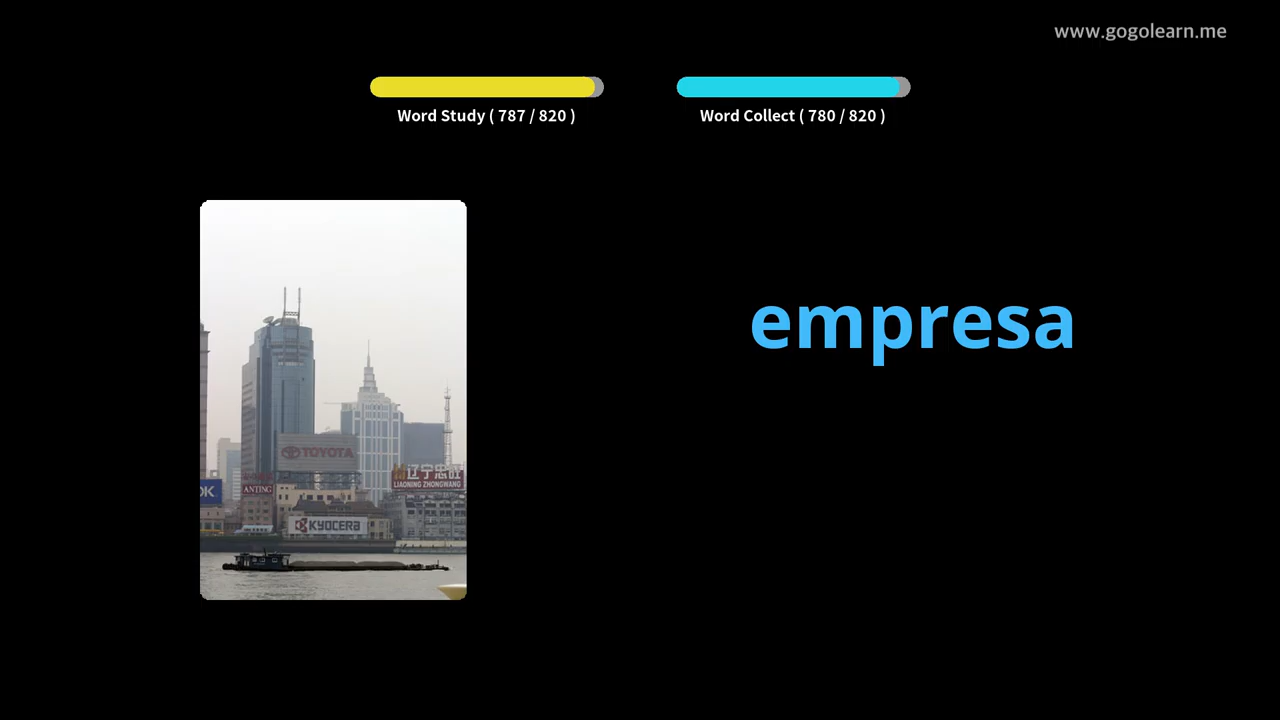 www.gogolearn.me
Word Study ( 787 / 820 )
Word Collect ( 780 / 820 )
empresa
TOYOTA
辽宁忠旺
LIAONING ZHONGWANG
OK
ANTING
KYOCERA